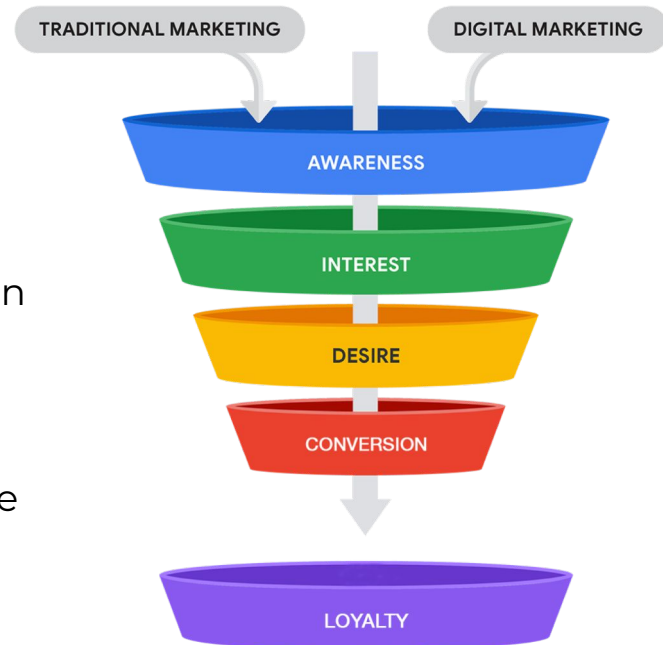 TRADITIONAL MARKETING
DIGITAL MARKETING
AWARENESS
INTEREST
n
DESIRE
CONVERSION
e
LOYALTY